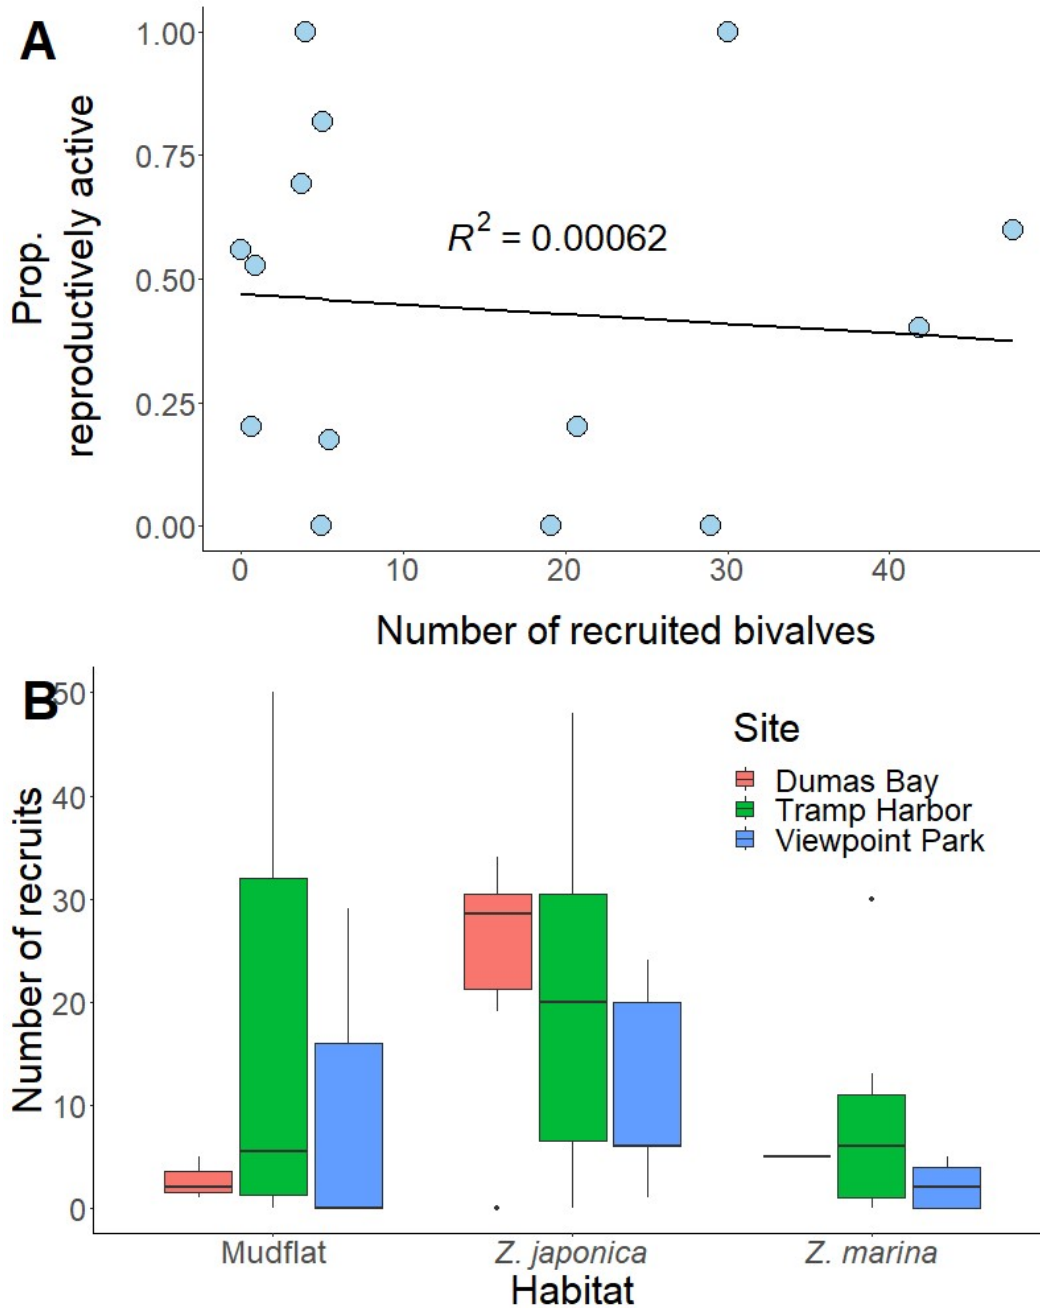 A
Prop.
reproductively active
1.00
0.75
0.50
0.25
0.00
R² = 0.00062
0 10 20 30 40
Number of recruited bivalves
B
Number of recruits
50
40
30
20
10
0
Site
Dumas Bay
Tramp Harbor
Viewpoint Park
Mudflat Z. japonica Z. marina
Habitat